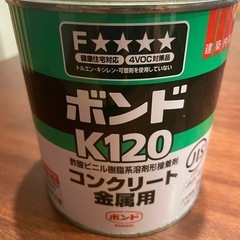 F★★★★
健康住宅対応 4VOC対策品
トルエン・キシレン・可塑剤を使用していない
建築
ボンド
K120
酢酸ビニル樹脂系溶剤形接着剤
JIS
コンクリート
金属用
ボンド